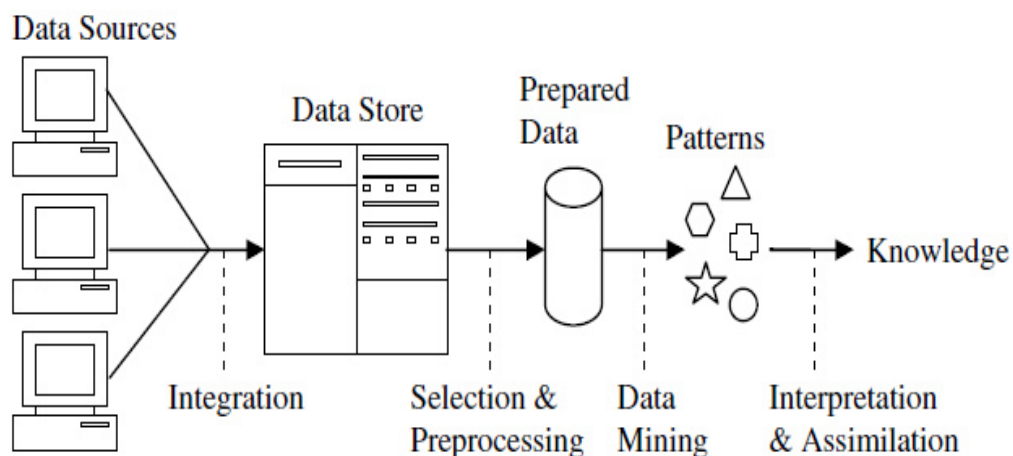 Data Sources
Data Store
Prepared
Data
Patterns
Knowledge
Integration
Selection &
Preprocessing
Data
Mining
Interpretation
& Assimilation